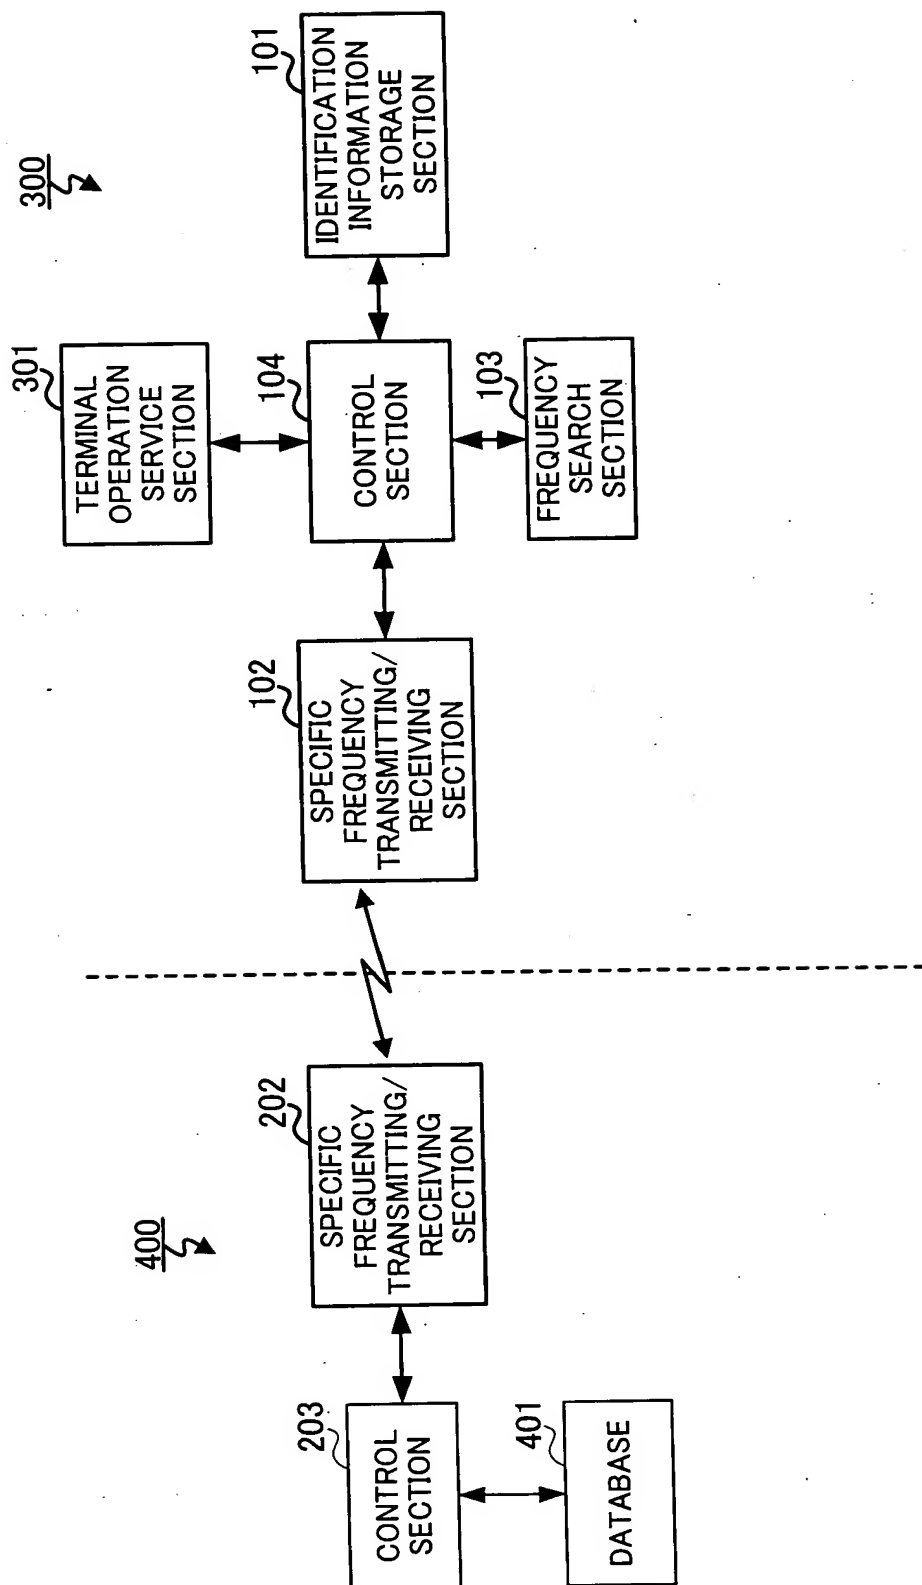 400
203
CONTROL
SECTION
401
DATABASE
202
SPECIFIC
FREQUENCY
TRANSMITTING/
RECEIVING
SECTION
300
102
SPECIFIC
FREQUENCY
TRANSMITTING/
RECEIVING
SECTION
301
TERMINAL
OPERATION
SERVICE
SECTION
104
CONTROL
SECTION
103
FREQUENCY
SEARCH
SECTION
101
IDENTIFICATION
INFORMATION
STORAGE
SECTION